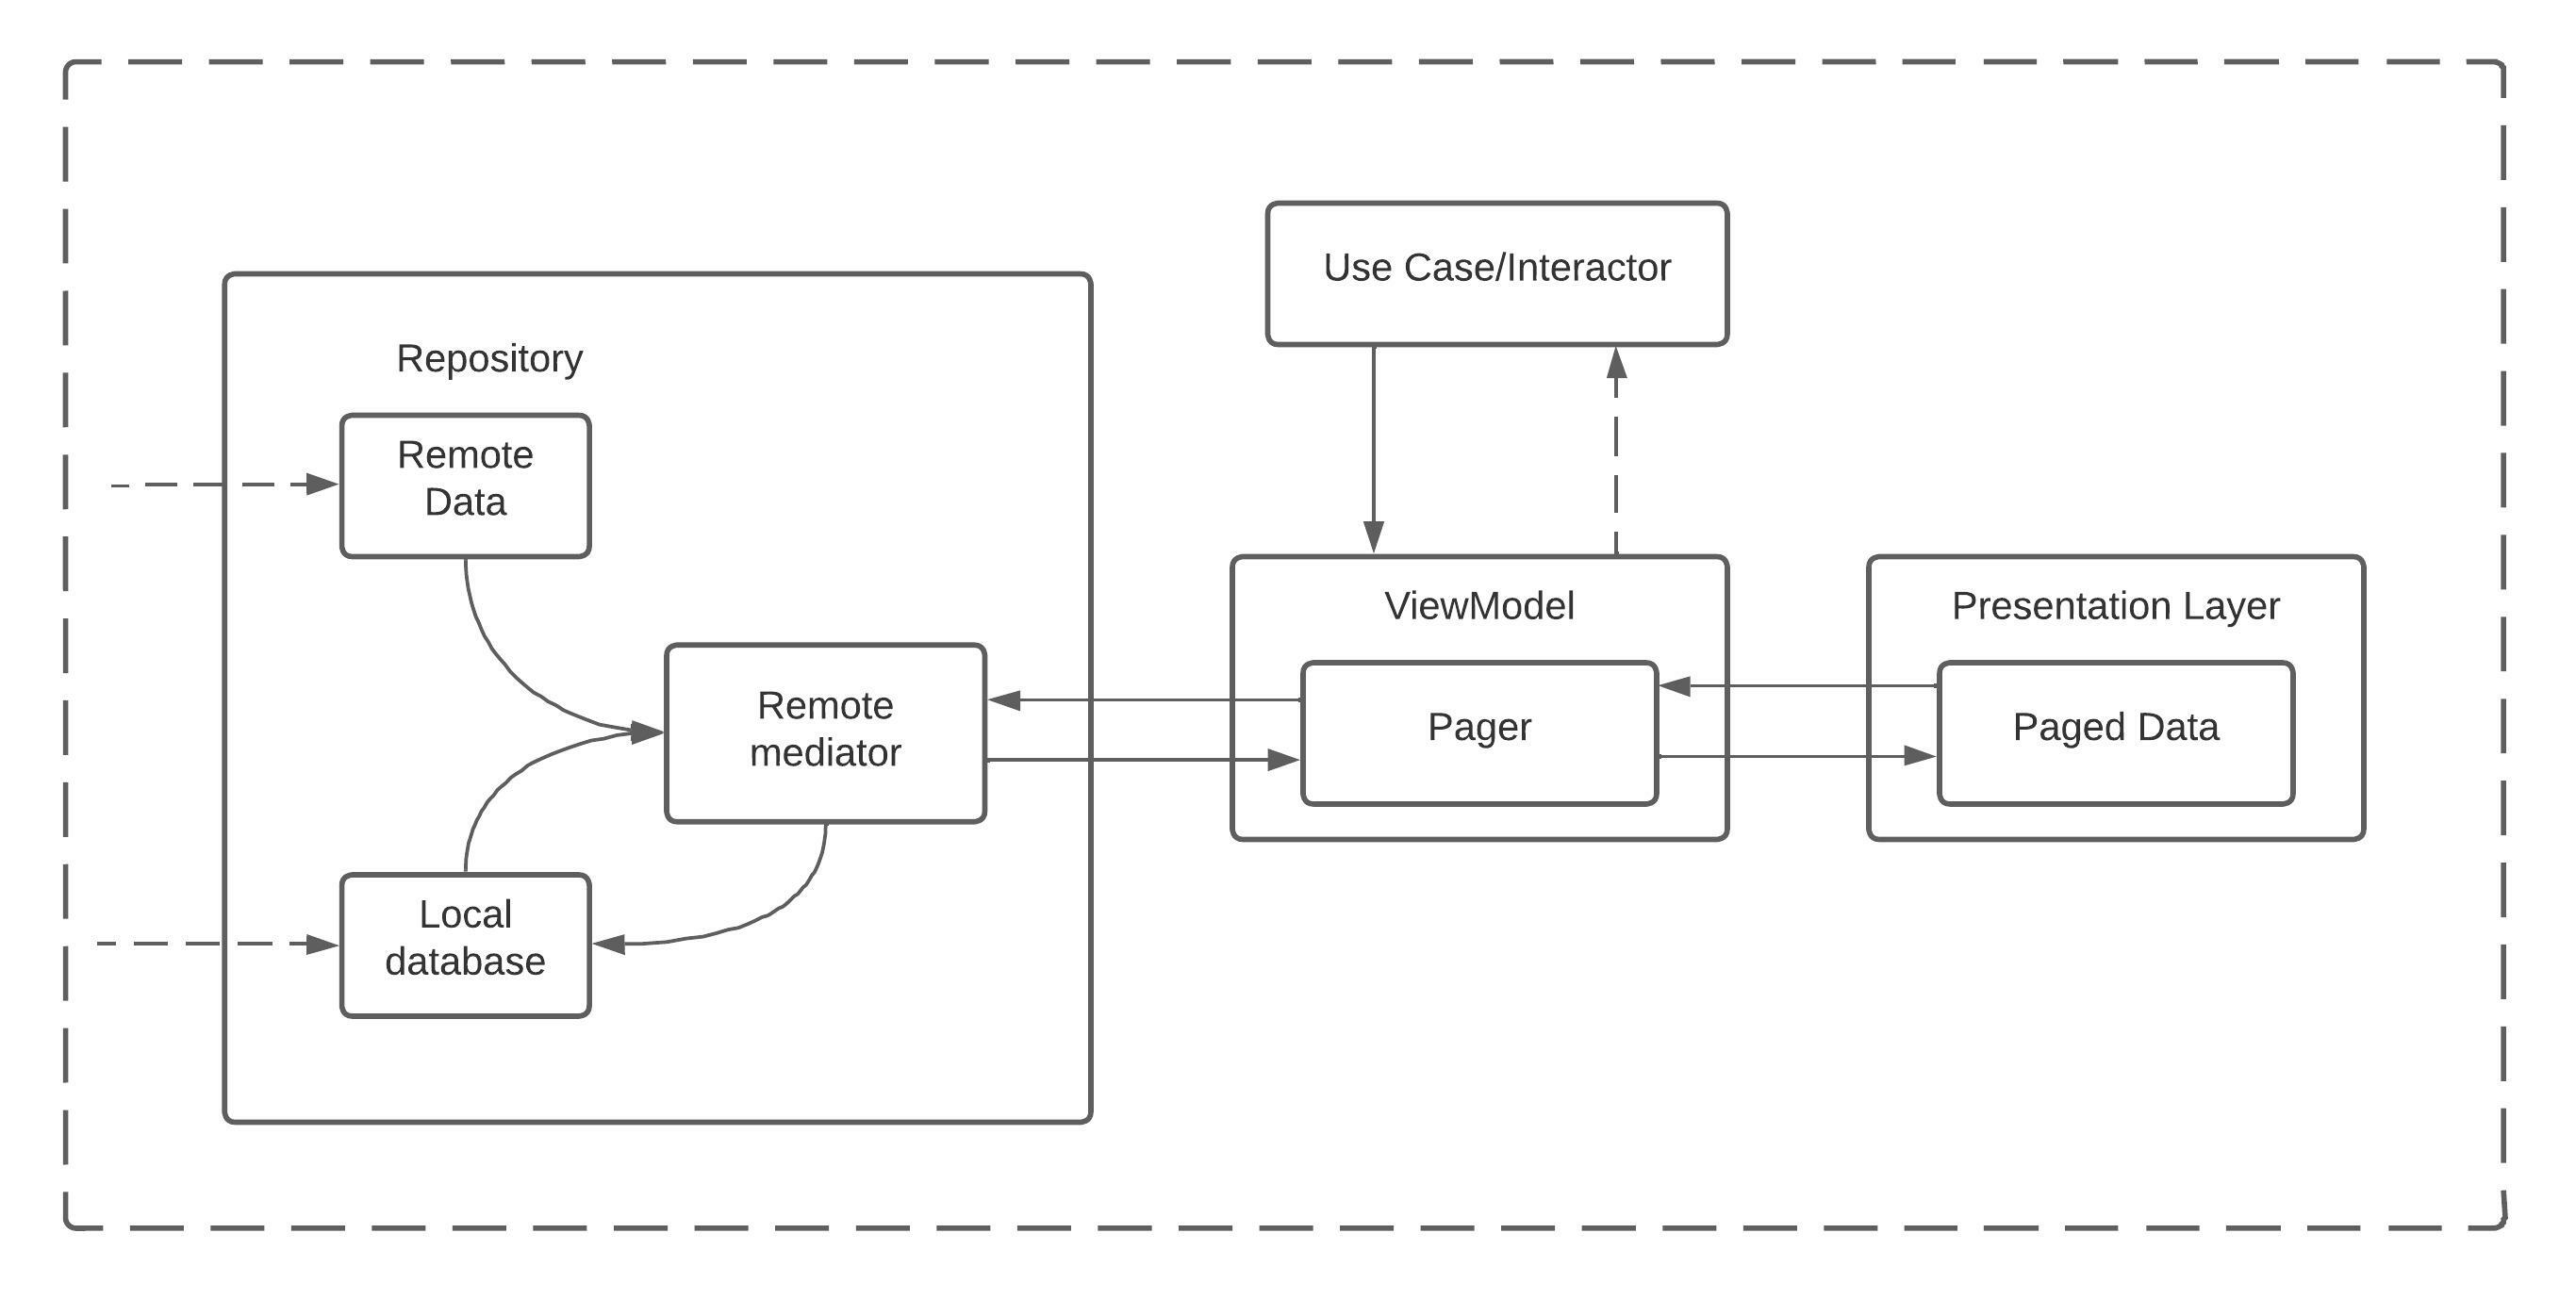 Use Case/Interactor
Repository
Remote
Data
ViewModel
Presentation Layer
Remote
mediator
Pager
Paged Data
Local
database